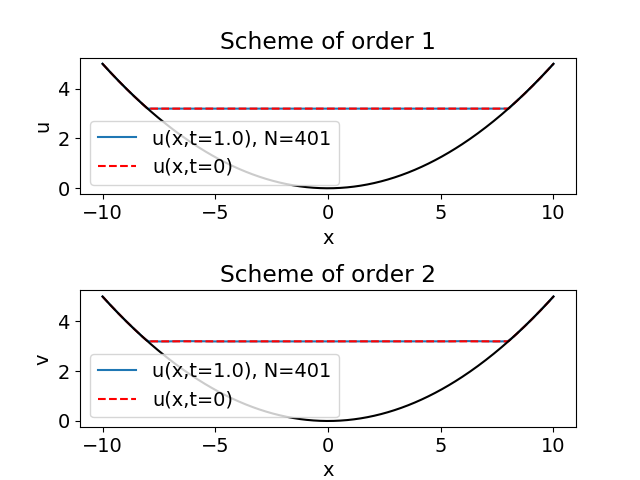 Scheme of order 1
u
4
2
0
u(x,t=1.0), N=401
u(x,t=0)
−10
−5
0
5
10
x
Scheme of order 2
v
4
2
0
u(x,t=1.0), N=401
u(x,t=0)
−10
−5
0
5
10
x